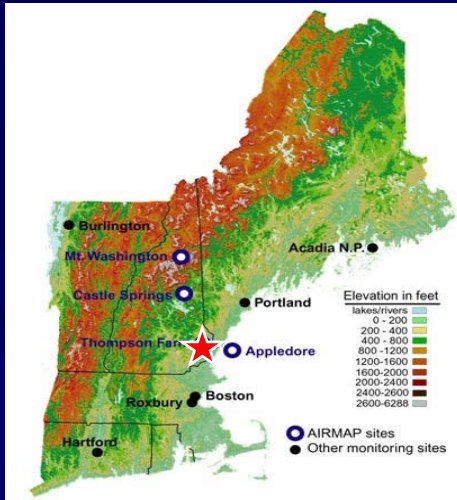 Burlington
Mt. Washington
Acadia N.P.
Castle Springs
Portland
Elevation in feet
lakes/rivers
0 - 200
200 - 400
400 - 800
800 -1200
1200-1600
1600-2000
2000-2400
2400-2600
2600-6288
Thompson Far
Appledore
Boston
Roxbury
Hartford
AIRMAP sites
Other monitoring sites